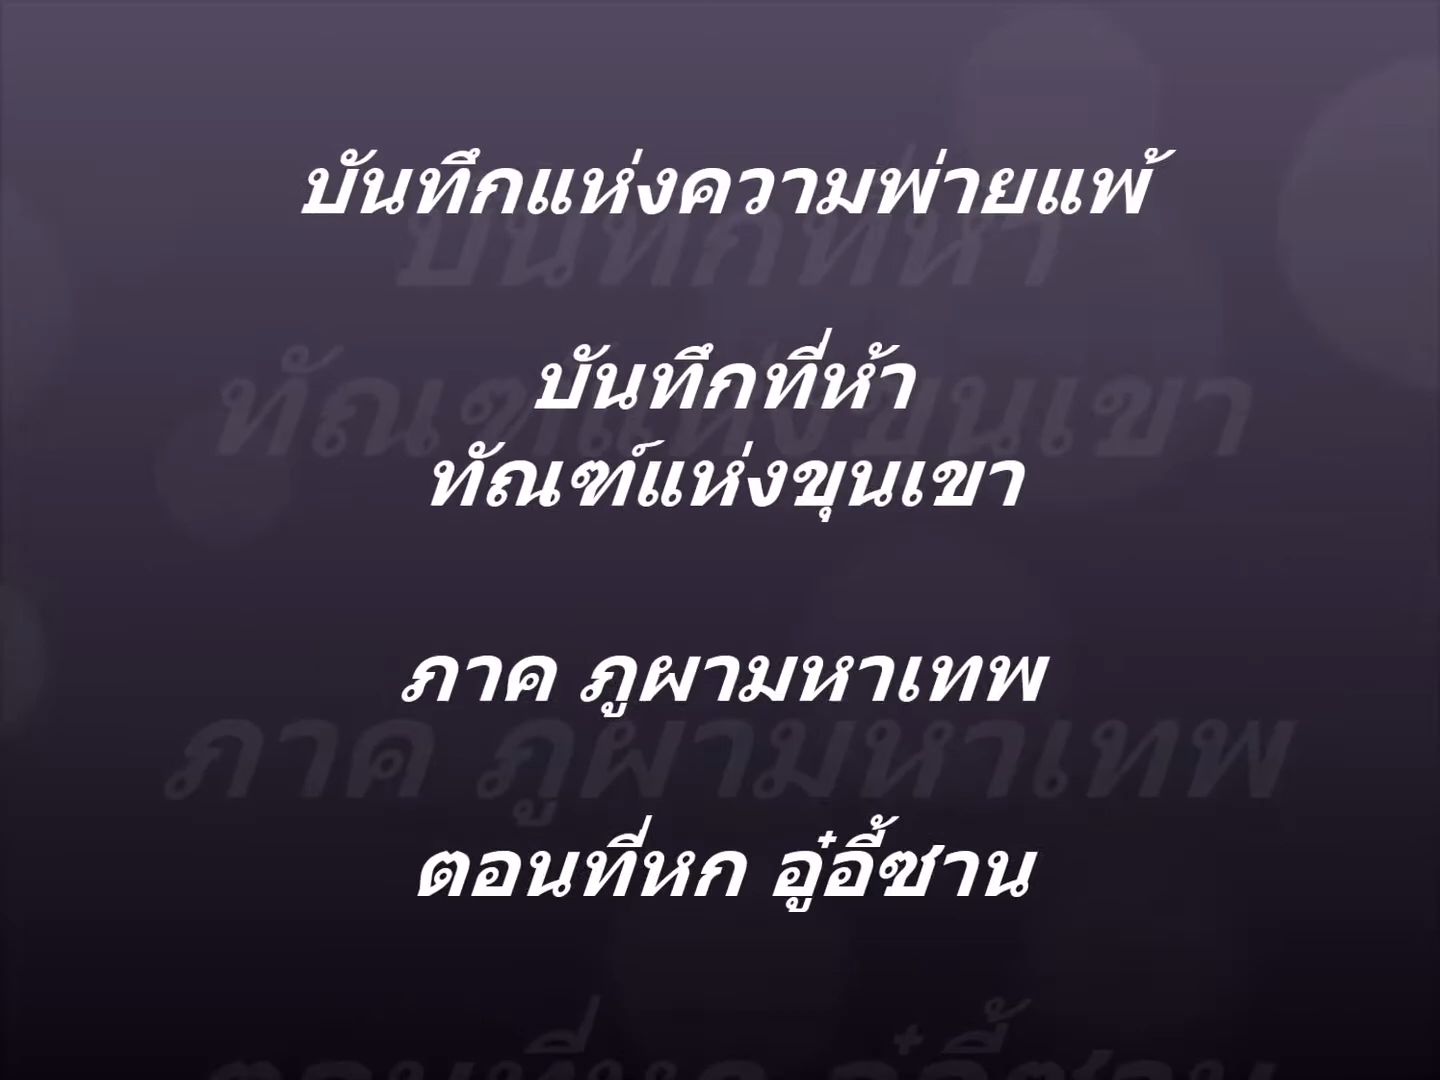 บันทึกแห่งความพ่ายแพ้
บันทึกที่ห้า
ทัณฑ์แห่งขุนเขา
ภาค ภูผามหาเทพ
ตอนที่หก อู๋อี้ซาน